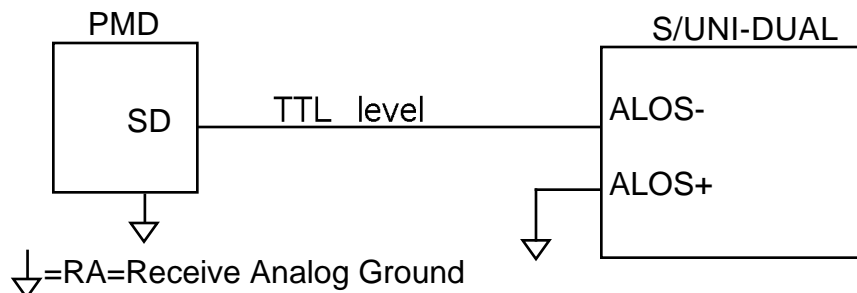 PMD
S/UNI-DUAL
SD
TTL level
ALOS-
ALOS+
=RA=Receive Analog Ground